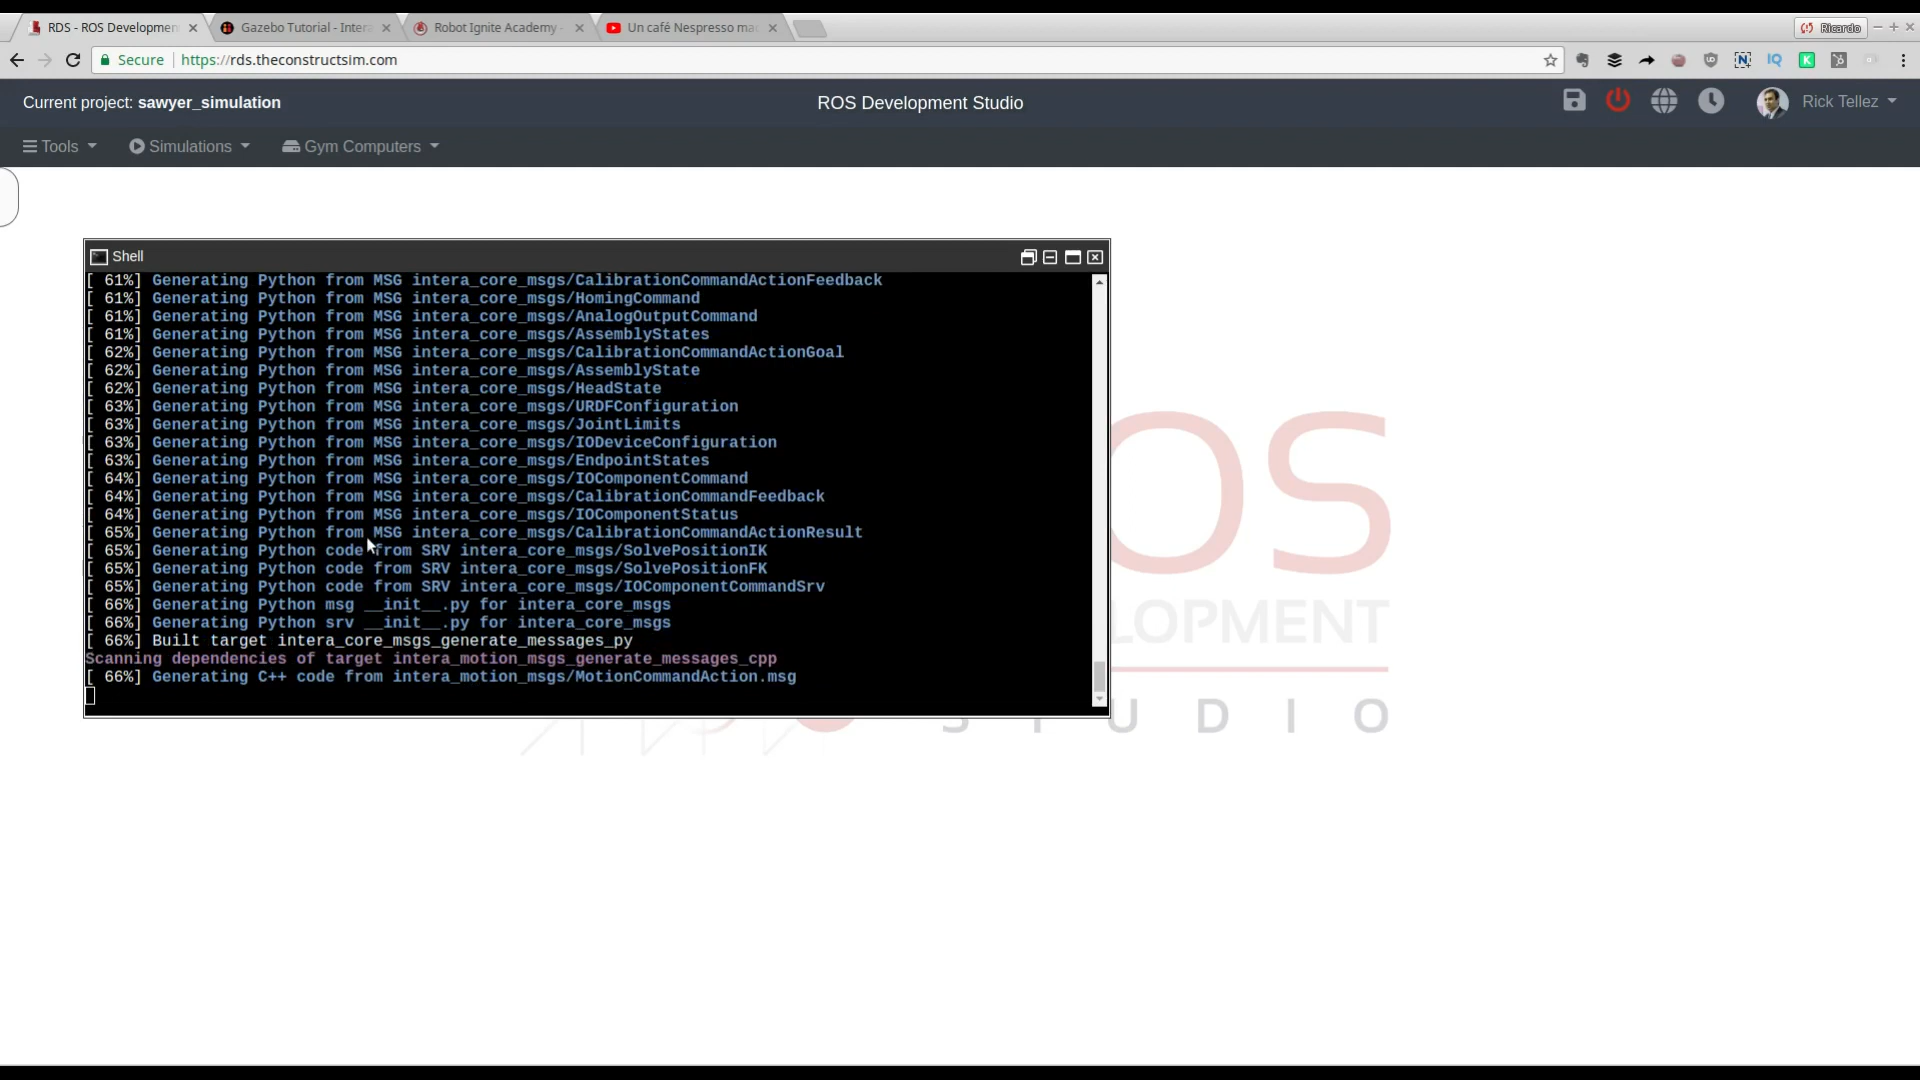 RDS - ROS Developmen
Gazebo Tutorial - Intera
Robot Ignite Academy -
Un café Nespresso ma
Ricardo
Secure
https://rds.theconstructsim.com
Current project: sawyer_simulation
ROS Development Studio
Rick Tellez
Tools
Simulations
Gym Computers
Shell
[ 61%] Generating Python from MSG intera_core_msgs/CalibrationCommandActionFeedback
[ 61%] Generating Python from MSG intera_core_msgs/HomingCommand
[ 61%] Generating Python from MSG intera_core_msgs/AnalogOutputCommand
[ 61%] Generating Python from MSG intera_core_msgs/AssemblyStates
[ 62%] Generating Python from MSG intera_core_msgs/CalibrationCommandActionGoal
[ 62%] Generating Python from MSG intera_core_msgs/AssemblyState
[ 62%] Generating Python from MSG intera_core_msgs/HeadState
[ 63%] Generating Python from MSG intera_core_msgs/URDFConfiguration
[ 63%] Generating Python from MSG intera_core_msgs/JointLimits
[ 63%] Generating Python from MSG intera_core_msgs/IODeviceConfiguration
[ 63%] Generating Python from MSG intera_core_msgs/EndpointStates
[ 64%] Generating Python from MSG intera_core_msgs/IOComponentCommand
[ 64%] Generating Python from MSG intera_core_msgs/CalibrationCommandFeedback
[ 64%] Generating Python from MSG intera_core_msgs/IOComponentStatus
[ 65%] Generating Python from MSG intera_core_msgs/CalibrationCommandActionResult
[ 65%] Generating Python code from SRV intera_core_msgs/SolvePositionIK
[ 65%] Generating Python code from SRV intera_core_msgs/SolvePositionFK
[ 65%] Generating Python code from SRV intera_core_msgs/IOComponentCommandSrv
[ 66%] Generating Python msg __init__.py for intera_core_msgs
[ 66%] Generating Python srv __init__.py for intera_core_msgs
[ 66%] Built target intera_core_msgs_generate_messages_py
Scanning dependencies of target intera_motion_msgs_generate_messages_cpp
[ 66%] Generating C++ code from intera_motion_msgs/MotionCommandAction.msg
OS
LOPMENT
STUDIO